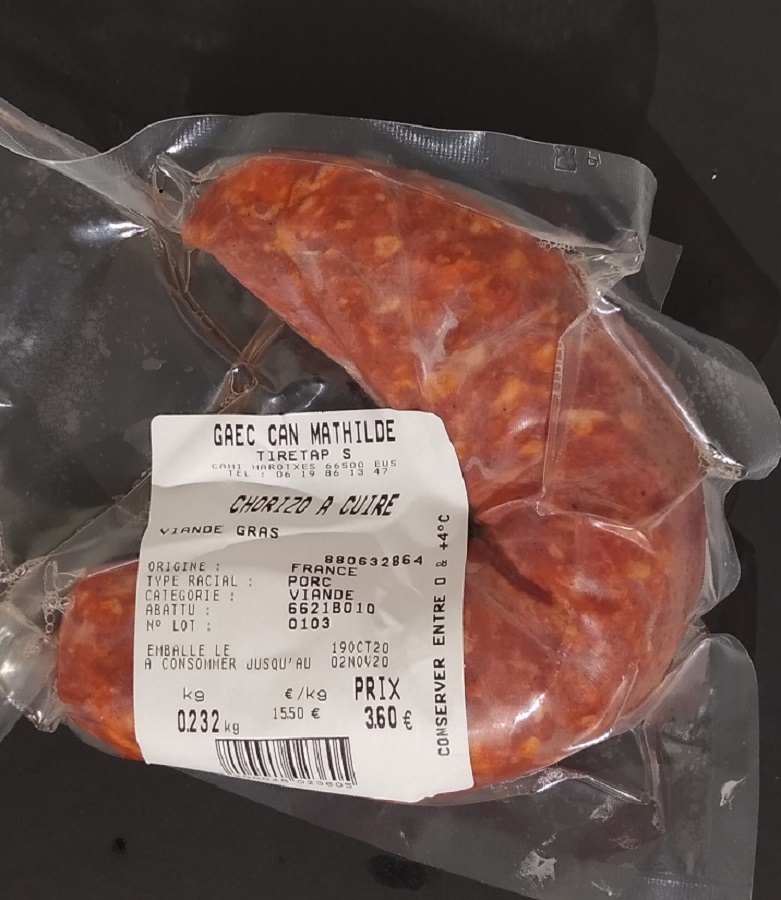 GAEC CAN MATHILDE
TIRETAP S
CAMI MAROTXES 66500 EUS
TEL : 06 19 86 13 47
CHORIZO A CUIRE
VIANDE GRAS
880632864
ORIGINE : FRANCE
TYPE RACIAL : PORC
CATEGORIE : VIANDE
ABATTU : 6621B010
N° LOT : 0103
EMBALLE LE 19OCT20
A CONSOMMER JUSQU'AU 02NOV20
kg €/kg PRIX
0.232 kg 15.50 € 3.60 €
CONSERVER ENTRE 0 & +4°C